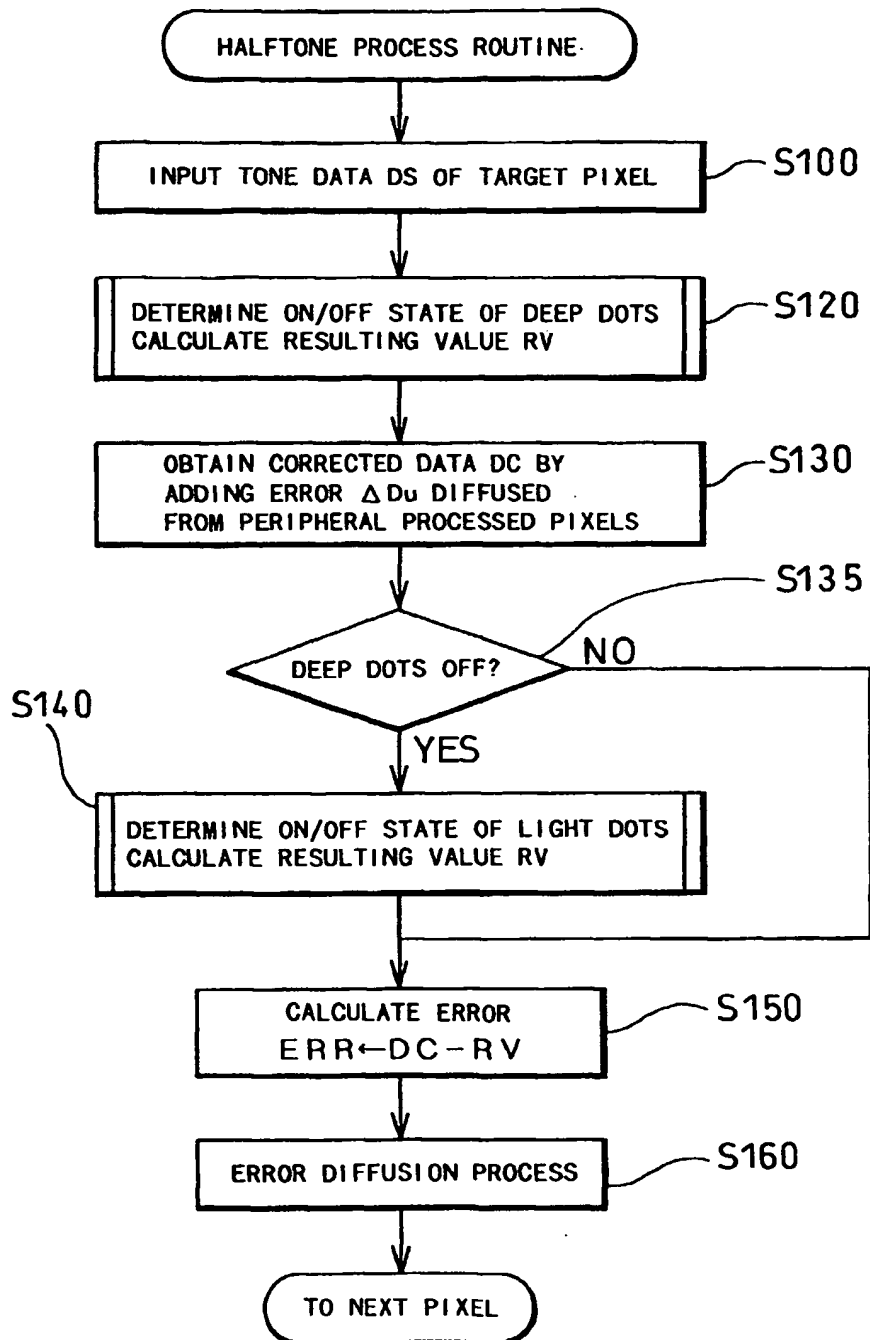 HALFTONE PROCESS ROUTINE
INPUT TONE DATA DS OF TARGET PIXEL
S100
DETERMINE ON/OFF STATE OF DEEP DOTS
CALCULATE RESULTING VALUE RV
S120
OBTAIN CORRECTED DATA DC BY
ADDING ERROR ΔDu DIFFUSED
FROM PERIPHERAL PROCESSED PIXELS
S130
S135
DEEP DOTS OFF?
NO
YES
S140
DETERMINE ON/OFF STATE OF LIGHT DOTS
CALCULATE RESULTING VALUE RV
CALCULATE ERROR
ERR←DC-RV
S150
ERROR DIFFUSION PROCESS
S160
TO NEXT PIXEL